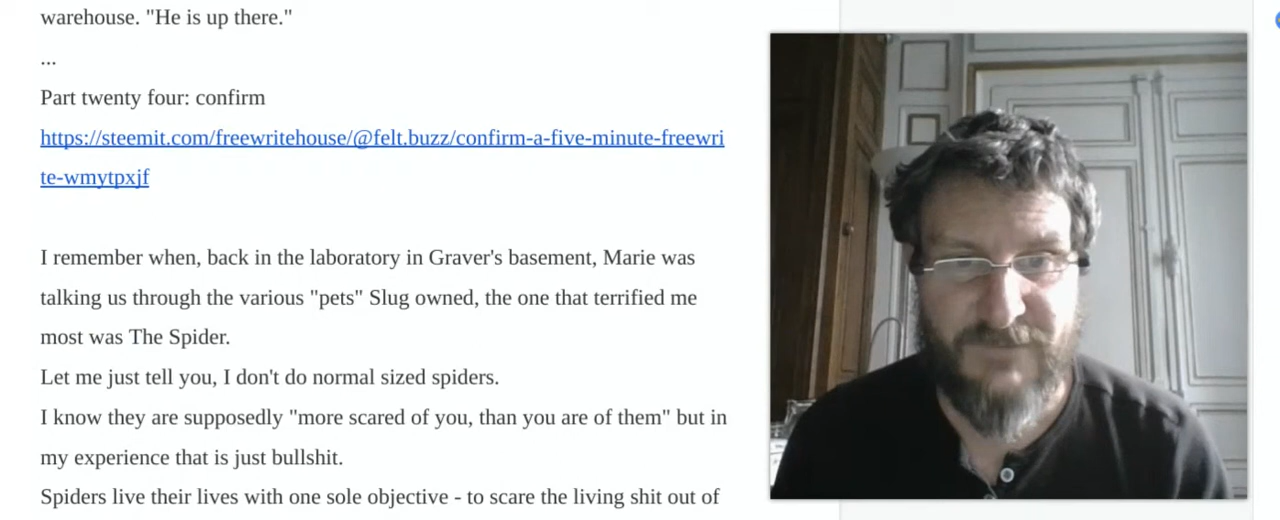 warehouse. "He is up there."
...
Part twenty four: confirm
https://steemit.com/freewritehouse/@felt.buzz/confirm-a-five-minute-freewri
te-wmytpxjf
I remember when, back in the laboratory in Graver's basement, Marie was
talking us through the various "pets" Slug owned, the one that terrified me
most was The Spider.
Let me just tell you, I don't do normal sized spiders.
I know they are supposedly "more scared of you, than you are of them" but in
my experience that is just bullshit.
Spiders live their lives with one sole objective - to scare the living shit out of